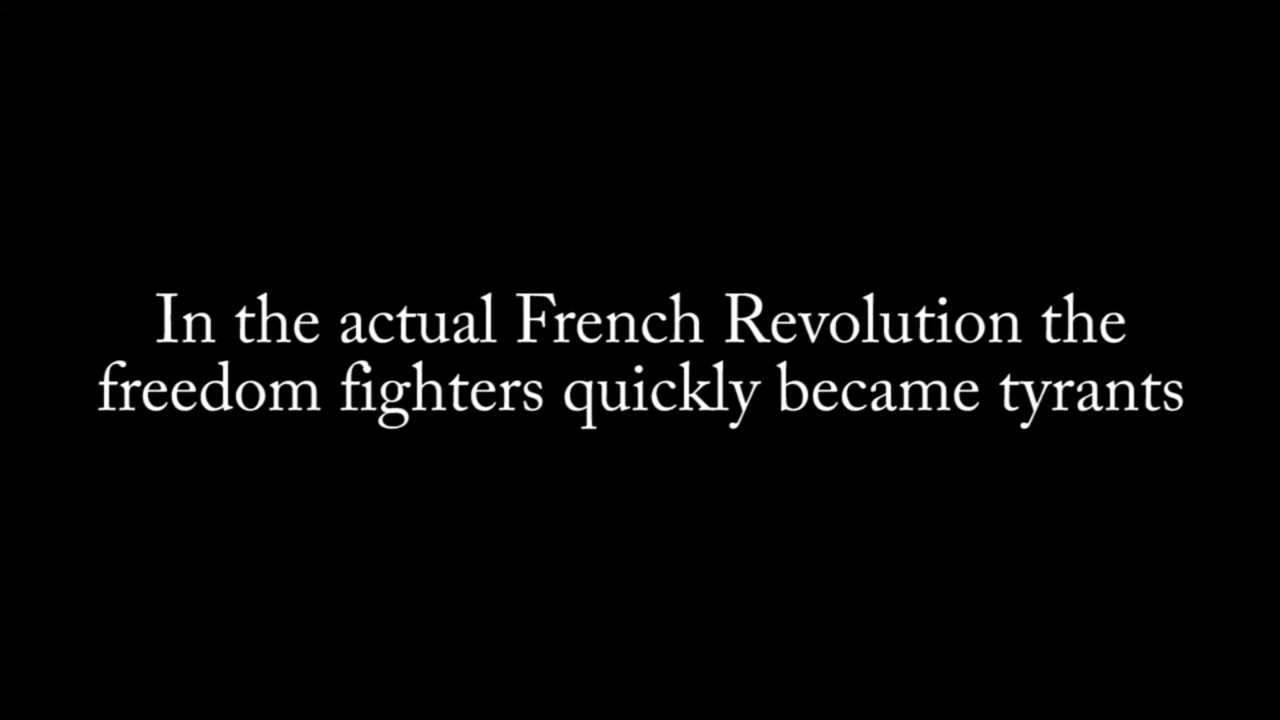 In the actual French Revolution the
freedom fighters quickly became tyrants